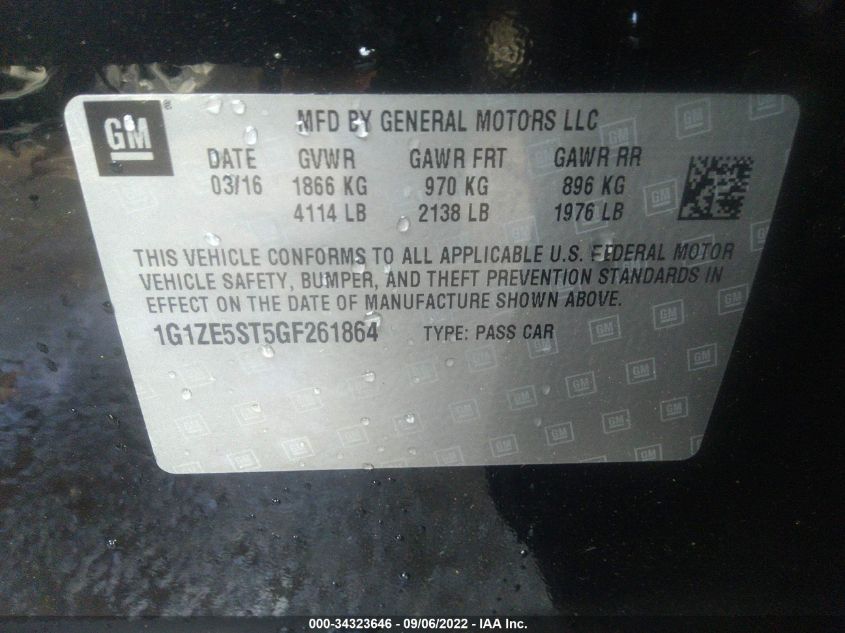 GM ®
MFD BY GENERAL MOTORS LLC
DATE GVWR GAWR FRT GAWR RR
03/16 1866 KG 970 KG 896 KG
4114 LB 2138 LB 1976 LB
THIS VEHICLE CONFORMS TO ALL APPLICABLE U.S. FEDERAL MOTOR
VEHICLE SAFETY, BUMPER, AND THEFT PREVENTION STANDARDS IN
EFFECT ON THE DATE OF MANUFACTURE SHOWN ABOVE.
1G1ZE5ST5GF261864 TYPE: PASS CAR
000-34323646 - 09/06/2022 - IAA Inc.